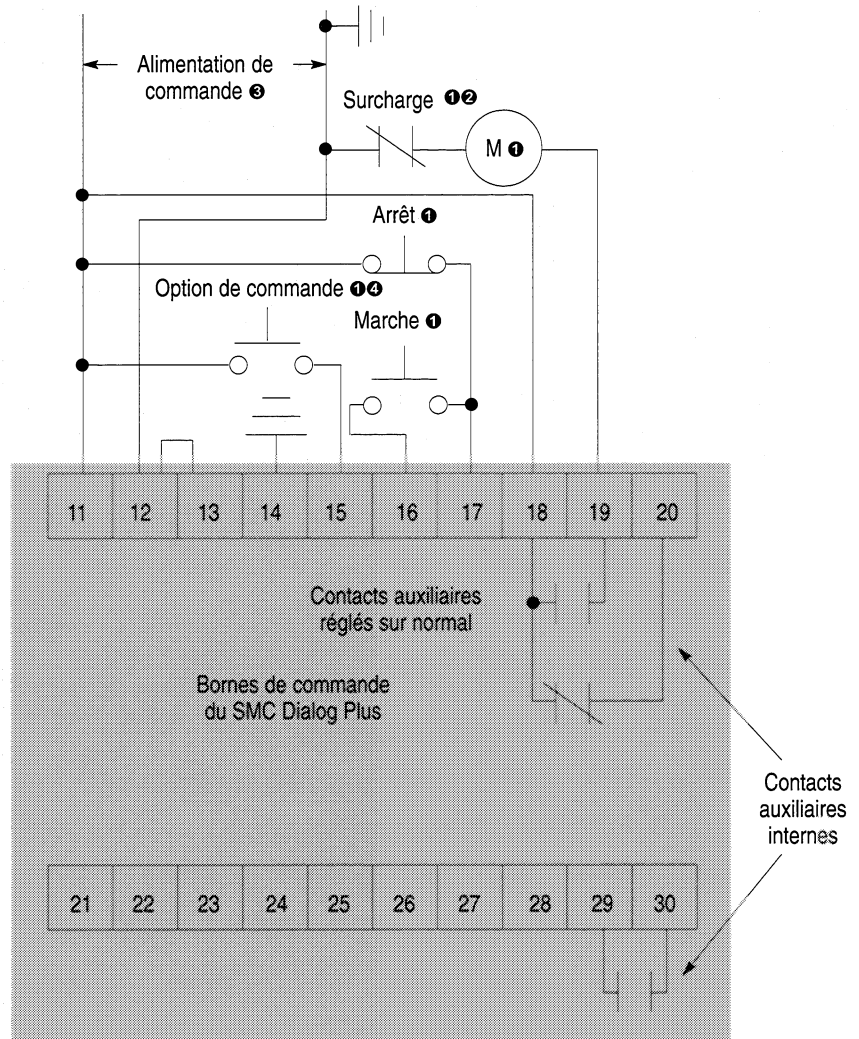 Alimentation de
commande ❸
Surcharge ❶❷
M ❶
Arrêt ❶
Option de commande ❶❹
Marche ❶
11 12 13 14 15 16 17 18 19 20
Contacts auxiliaires
réglés sur normal
Bornes de commande
du SMC Dialog Plus
Contacts
auxiliaires
internes
21 22 23 24 25 26 27 28 29 30